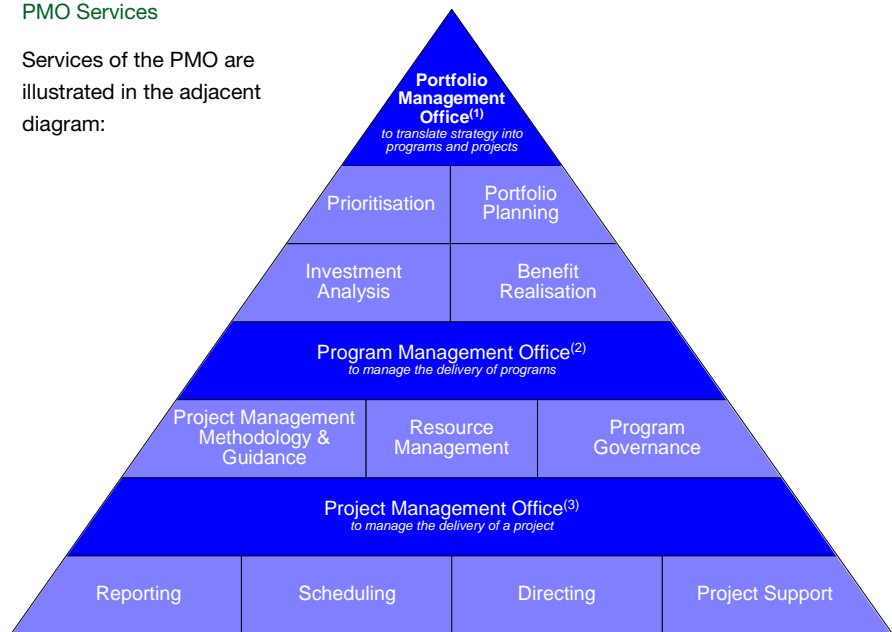 PMO Services
Services of the PMO are
illustrated in the adjacent
diagram:
Portfolio
Management
Office(1)
to translate strategy into
programs and projects
Prioritisation
Portfolio
Planning
Investment
Analysis
Benefit
Realisation
Program Management Office(2)
to manage the delivery of programs
Project Management
Methodology &
Guidance
Resource
Management
Program
Governance
Project Management Office(3)
to manage the delivery of a project
Reporting
Scheduling
Directing
Project Support